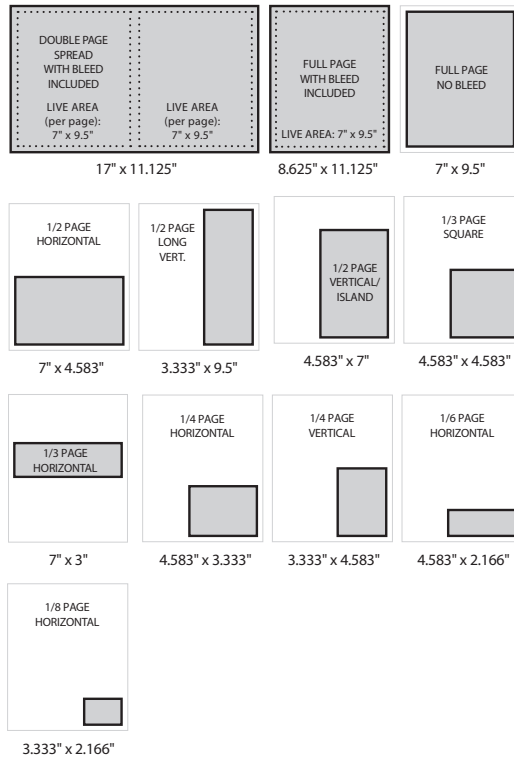 DOUBLE PAGE
SPREAD
WITH BLEED
INCLUDED
LIVE AREA
(per page):
7" x 9.5"
LIVE AREA
(per page):
7" x 9.5"
17" x 11.125"
FULL PAGE
WITH BLEED
INCLUDED
LIVE AREA: 7" x 9.5"
8.625" x 11.125"
FULL PAGE
NO BLEED
7" x 9.5"
1/2 PAGE
HORIZONTAL
7" x 4.583"
1/2 PAGE
LONG
VERT.
3.333" x 9.5"
1/2 PAGE
VERTICAL/
ISLAND
4.583" x 7"
1/3 PAGE
SQUARE
4.583" x 4.583"
1/3 PAGE
HORIZONTAL
7" x 3"
1/4 PAGE
HORIZONTAL
4.583" x 3.333"
1/4 PAGE
VERTICAL
3.333" x 4.583"
1/6 PAGE
HORIZONTAL
4.583" x 2.166"
1/8 PAGE
HORIZONTAL
3.333" x 2.166"